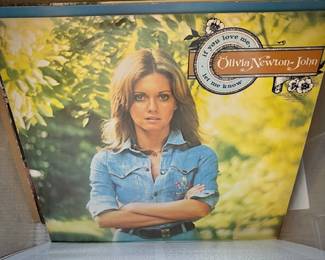 if you love me,
Olivia Newton-John
let me know